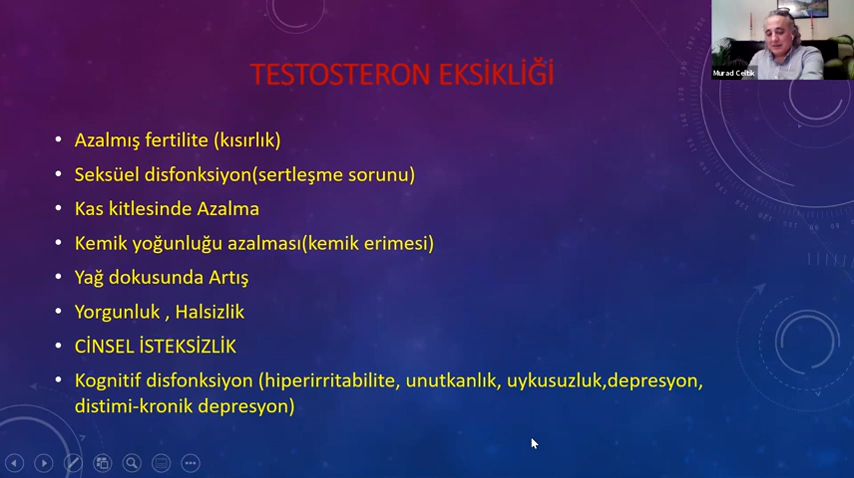 Murad Celtik
TESTOSTERON EKSİKLİĞİ
• Azalmış fertilite (kısırlık)
• Seksüel disfonksiyon(sertleşme sorunu)
• Kas kitlesinde Azalma
• Kemik yoğunluğu azalması(kemik erimesi)
• Yağ dokusunda Artış
• Yorgunluk , Halsizlik
• CİNSEL İSTEKSİZLİK
• Kognitif disfonksiyon (hiperirritabilite, unutkanlık, uykusuzluk,depresyon,
distimi-kronik depresyon)